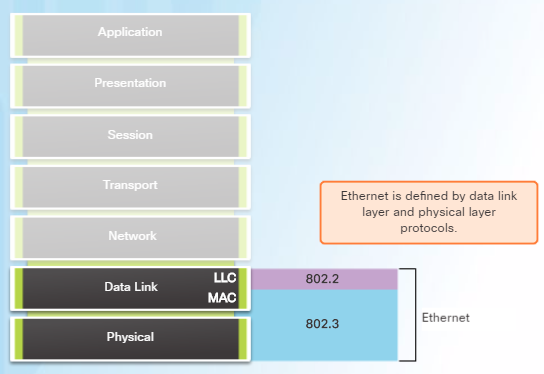 Application
Presentation
Session
Transport
Ethernet is defined by data link
layer and physical layer
protocols.
Network
Data Link
LLC
MAC
802.2
802.3
Ethernet
Physical